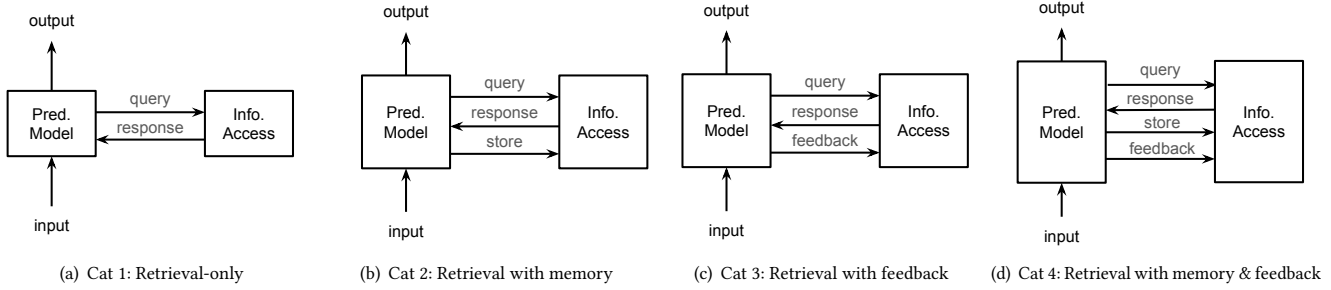 output
Pred.
Model
query
response
Info.
Access
input
(a) Cat 1: Retrieval-only
output
Pred.
Model
query
response
store
Info.
Access
input
(b) Cat 2: Retrieval with memory
output
Pred.
Model
query
response
feedback
Info.
Access
input
(c) Cat 3: Retrieval with feedback
output
Pred.
Model
query
response
store
feedback
Info.
Access
input
(d) Cat 4: Retrieval with memory & feedback